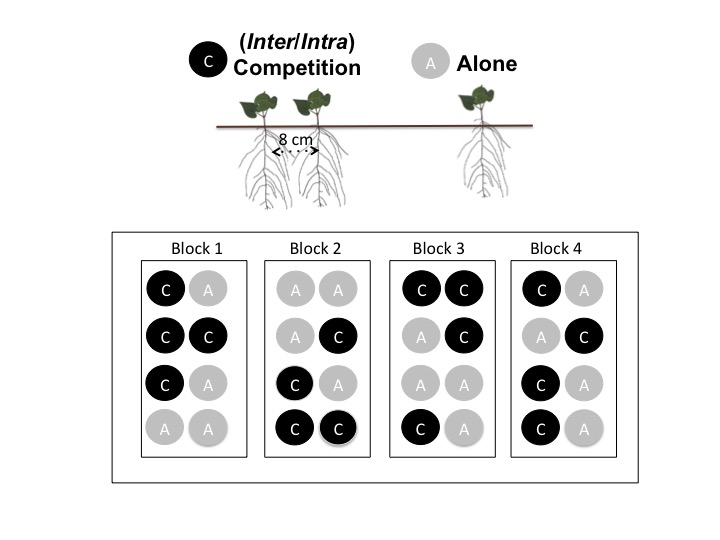 C (Inter/Intra) Competition
A Alone
8 cm
Block 1 Block 2 Block 3 Block 4
C A A A C C C A
C C A C A C A C
C A C A A A C A
A A C C C A C A